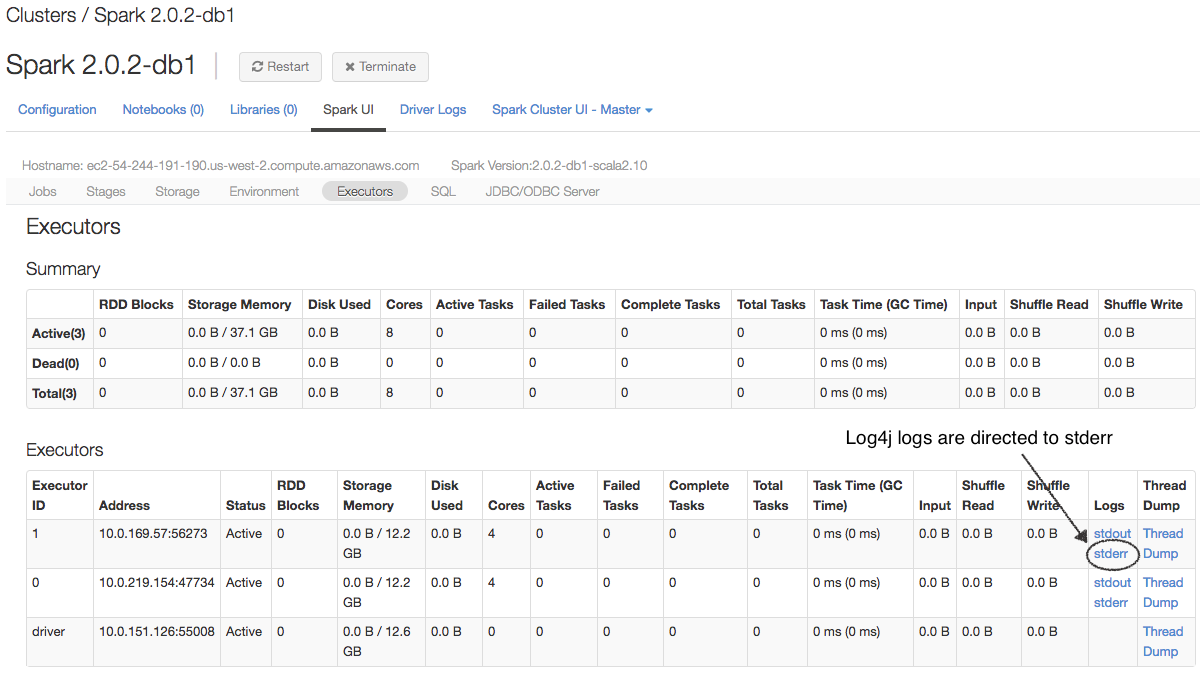 Clusters / Spark 2.0.2-db1
Spark 2.0.2-db1 Restart Terminate
Configuration Notebooks (0) Libraries (0) Spark UI Driver Logs Spark Cluster UI - Master
Hostname: ec2-54-244-191-190.us-west-2.compute.amazonaws.com Spark Version:2.0.2-db1-scala2.10
Jobs Stages Storage Environment Executors SQL JDBC/ODBC Server
Executors
Summary
RDD Blocks Storage Memory Disk Used Cores Active Tasks Failed Tasks Complete Tasks Total Tasks Task Time (GC Time) Input Shuffle Read Shuffle Write
Active(3) 0 0.0 B / 37.1 GB 0.0 B 8 0 0 0 0 0 ms (0 ms) 0.0 B 0.0 B 0.0 B
Dead(0) 0 0.0 B / 0.0 B 0.0 B 0 0 0 0 0 0 ms (0 ms) 0.0 B 0.0 B 0.0 B
Total(3) 0 0.0 B / 37.1 GB 0.0 B 8 0 0 0 0 0 ms (0 ms) 0.0 B 0.0 B 0.0 B
Log4j logs are directed to stderr
Executors
Executor RDD Storage Disk Active Failed Complete Total Task Time (GC Shuffle Shuffle Thread
ID Address Status Blocks Memory Used Cores Tasks Tasks Tasks Tasks Time) Input Read Write Logs Dump
1 10.0.169.57:56273 Active 0 0.0 B / 12.2 0.0 B 4 0 0 0 0 0 ms (0 ms) 0.0 B 0.0 B 0.0 B stdout Thread
GB stderr Dump
0 10.0.219.154:47734 Active 0 0.0 B / 12.2 0.0 B 4 0 0 0 0 0 ms (0 ms) 0.0 B 0.0 B 0.0 B stdout Thread
GB stderr Dump
driver 10.0.151.126:55008 Active 0 0.0 B / 12.6 0.0 B 0 0 0 0 0 0 ms (0 ms) 0.0 B 0.0 B 0.0 B Thread
GB Dump